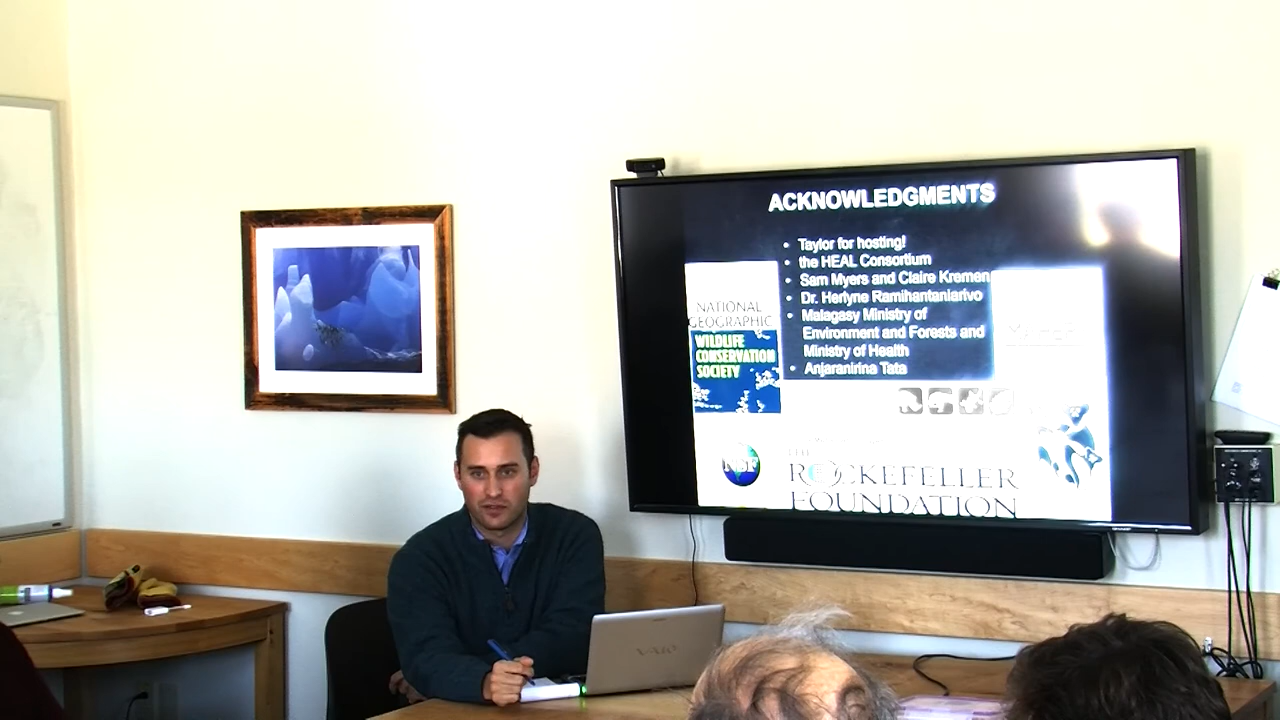 ACKNOWLEDGMENTS
• Taylor for hosting!
• the HEAL Consortium
• Sam Myers and Claire Kremen
• Dr. Herlyne Ramihantaniarivo
• Malagasy Ministry of
Environment and Forests and
Ministry of Health
• Anjaranirina Tata
NATIONAL
GEOGRAPHIC
WILDLIFE
CONSERVATION
SOCIETY
NSF
THE
ROCKEFELLER
FOUNDATION
VAIO